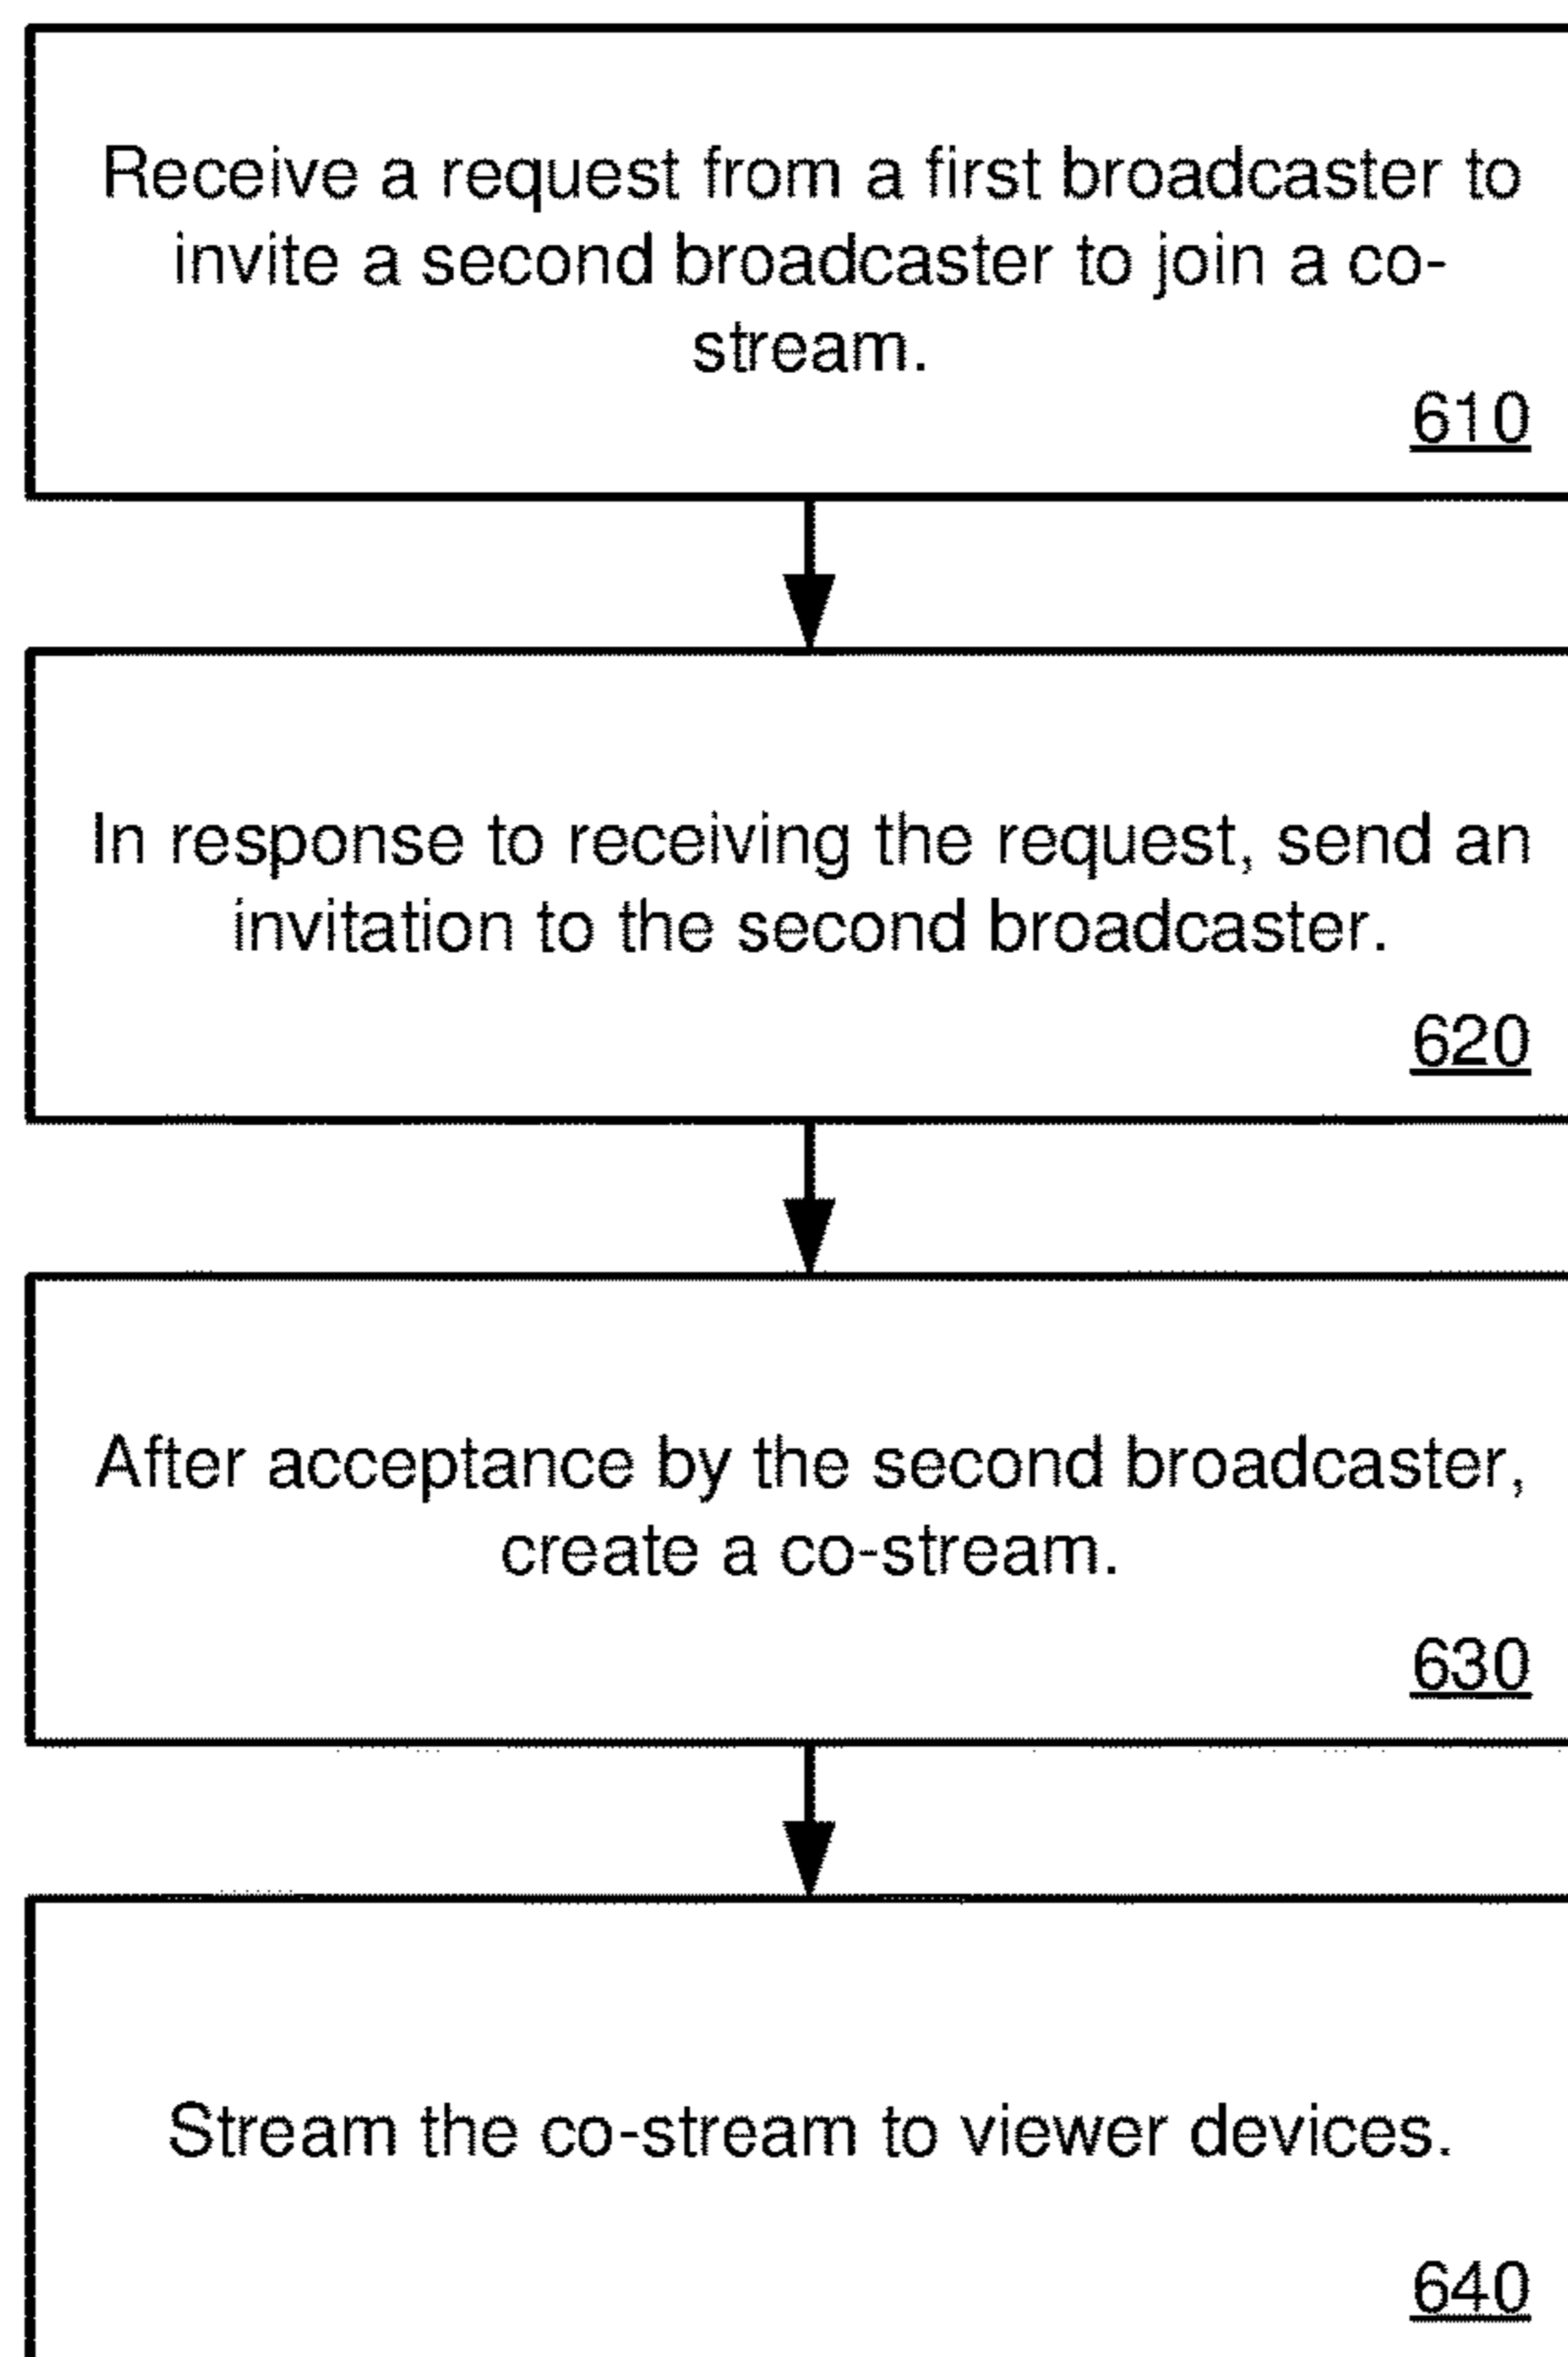 Receive a request from a first broadcaster to
invite a second broadcaster to join a co-
stream.
610
In response to receiving the request, send an
invitation to the second broadcaster.
620
After acceptance by the second broadcaster,
create a co-stream.
630
Stream the co-stream to viewer devices.
640